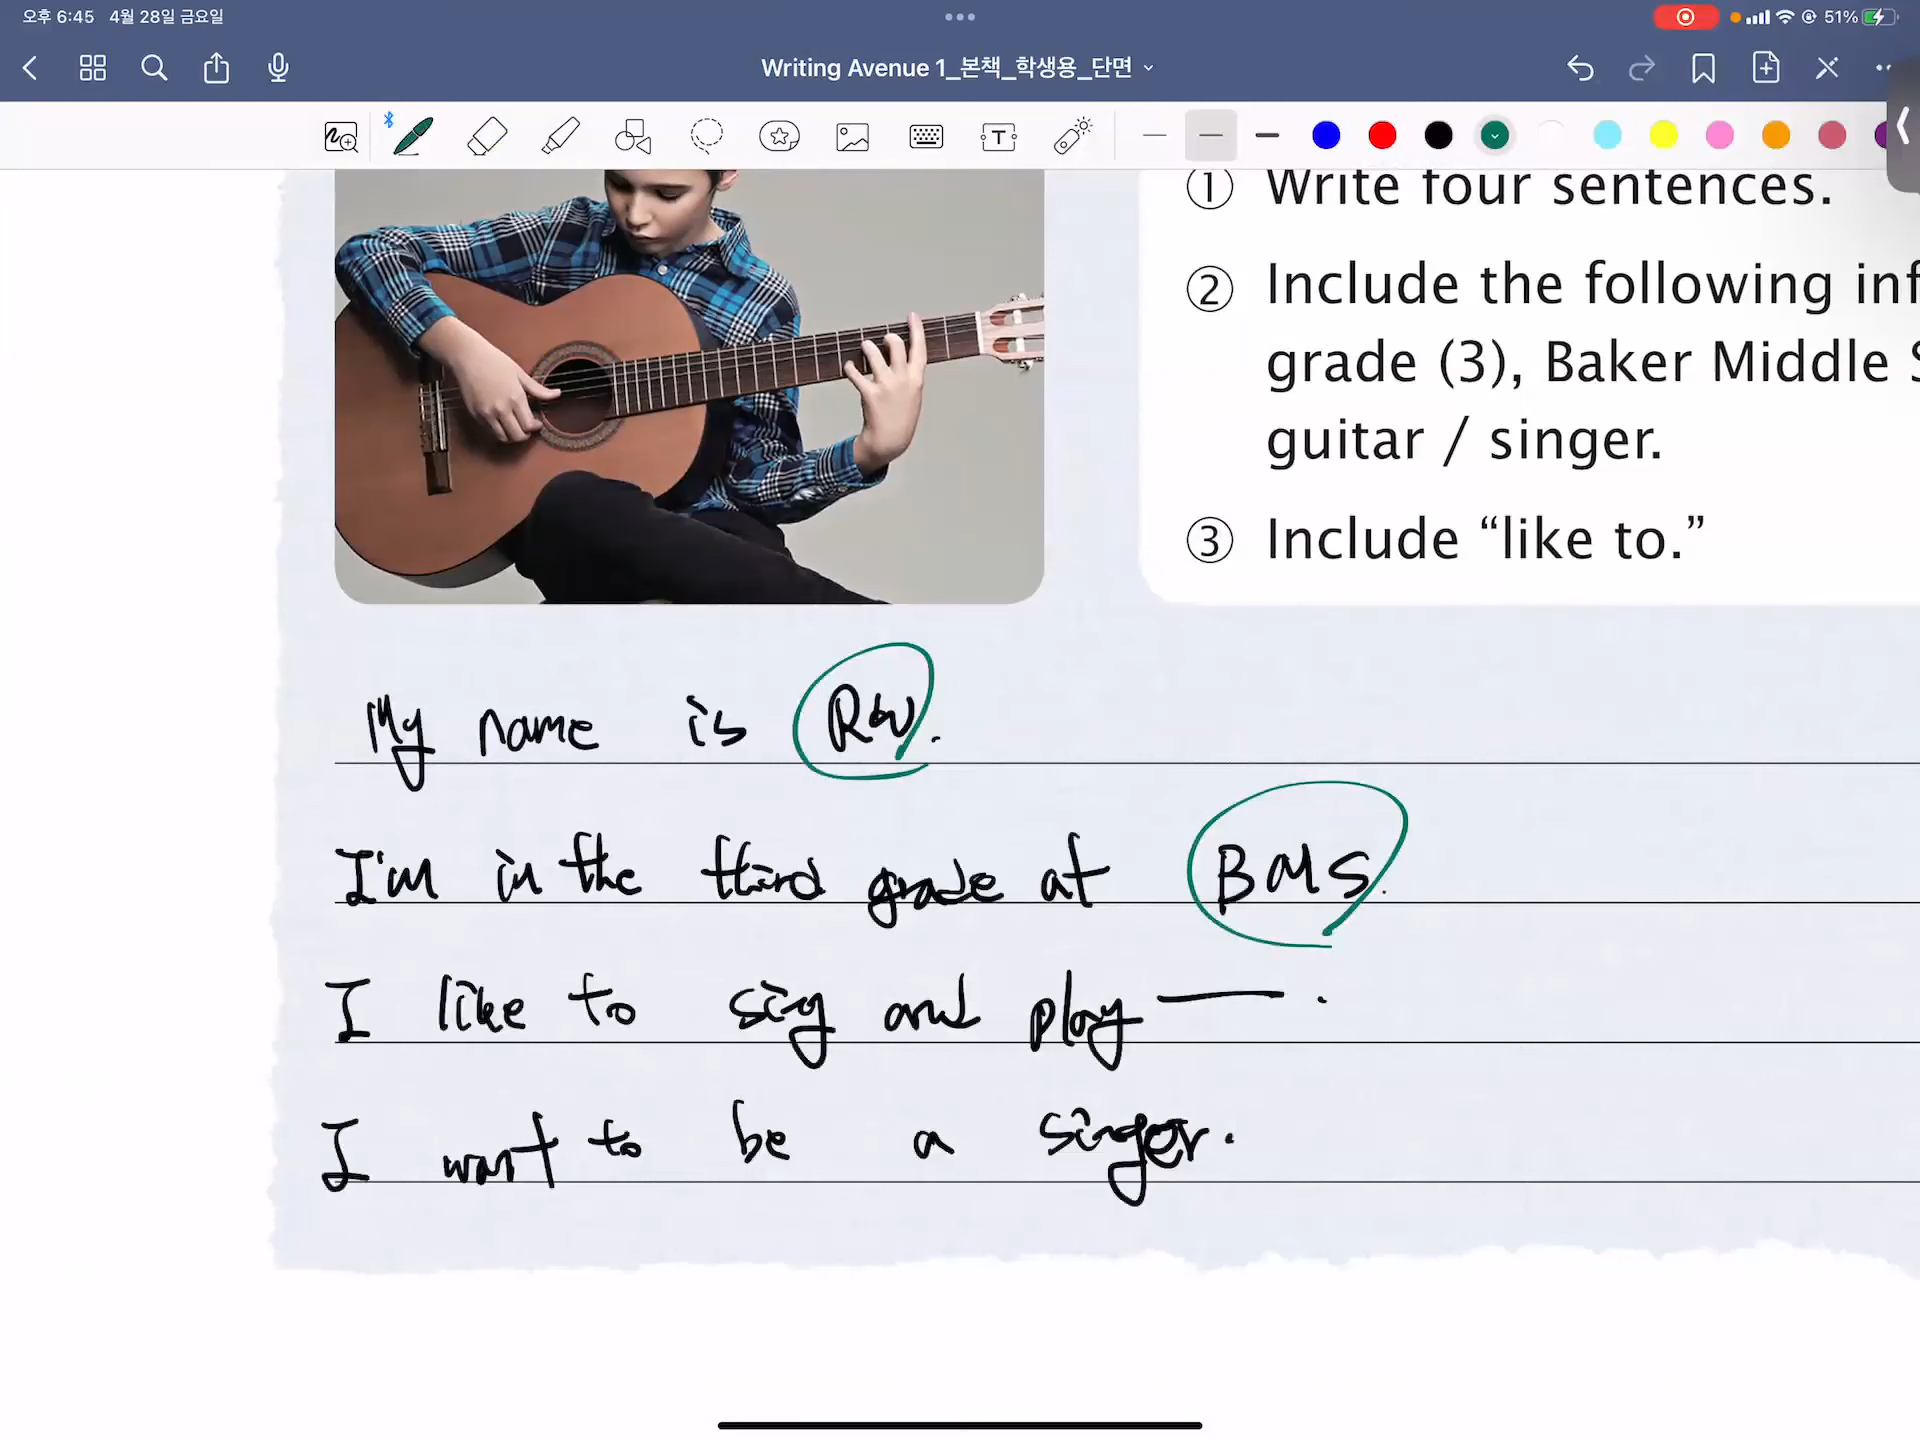 오후 6:45 4월 28일 금요일
51%
Writing Avenue 1_본책_학생용_단면
T
① Write four sentences.
② Include the following inf
grade (3), Baker Middle S
guitar / singer.
③ Include “like to.”
My name is RW.
I'm in the third grade at BMS.
I like to sing and play —.
I want to be a singer.